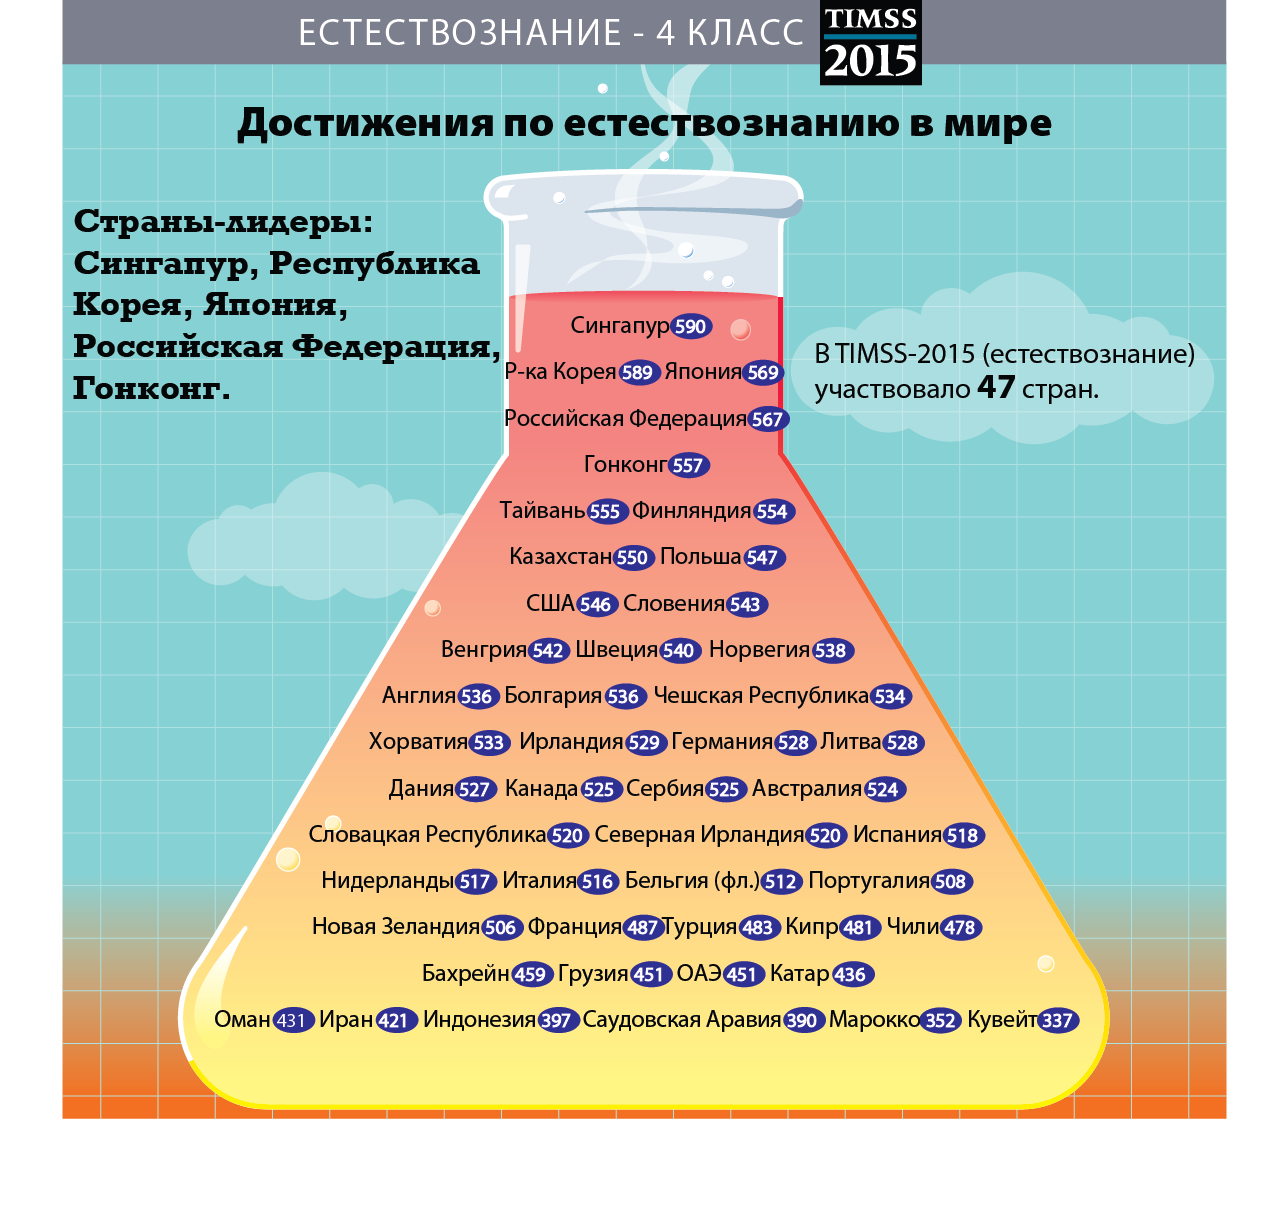 ЕСТЕСТВОЗНАНИЕ - 4 КЛАСС
TIMSS
2015
Достижения по естествознанию в мире
Страны-лидеры:
Сингапур, Республика
Корея, Япония,
Российская Федерация,
Гонконг.
В TIMSS-2015 (естествознание)
участвовало 47 стран.
Сингапур 590
Р-ка Корея 589 Япония 569
Российская Федерация 567
Гонконг 557
Тайвань 555 Финляндия 554
Казахстан 550 Польша 547
США 546 Словения 543
Венгрия 542 Швеция 540 Норвегия 538
Англия 536 Болгария 536 Чешская Республика 534
Хорватия 533 Ирландия 529 Германия 528 Литва 528
Дания 527 Канада 525 Сербия 525 Австралия 524
Словацкая Республика 520 Северная Ирландия 520 Испания 518
Нидерланды 517 Италия 516 Бельгия (фл.) 512 Португалия 508
Новая Зеландия 506 Франция 487 Турция 483 Кипр 481 Чили 478
Бахрейн 459 Грузия 451 ОАЭ 451 Катар 436
Оман 431 Иран 421 Индонезия 397 Саудовская Аравия 390 Марокко 352 Кувейт 337